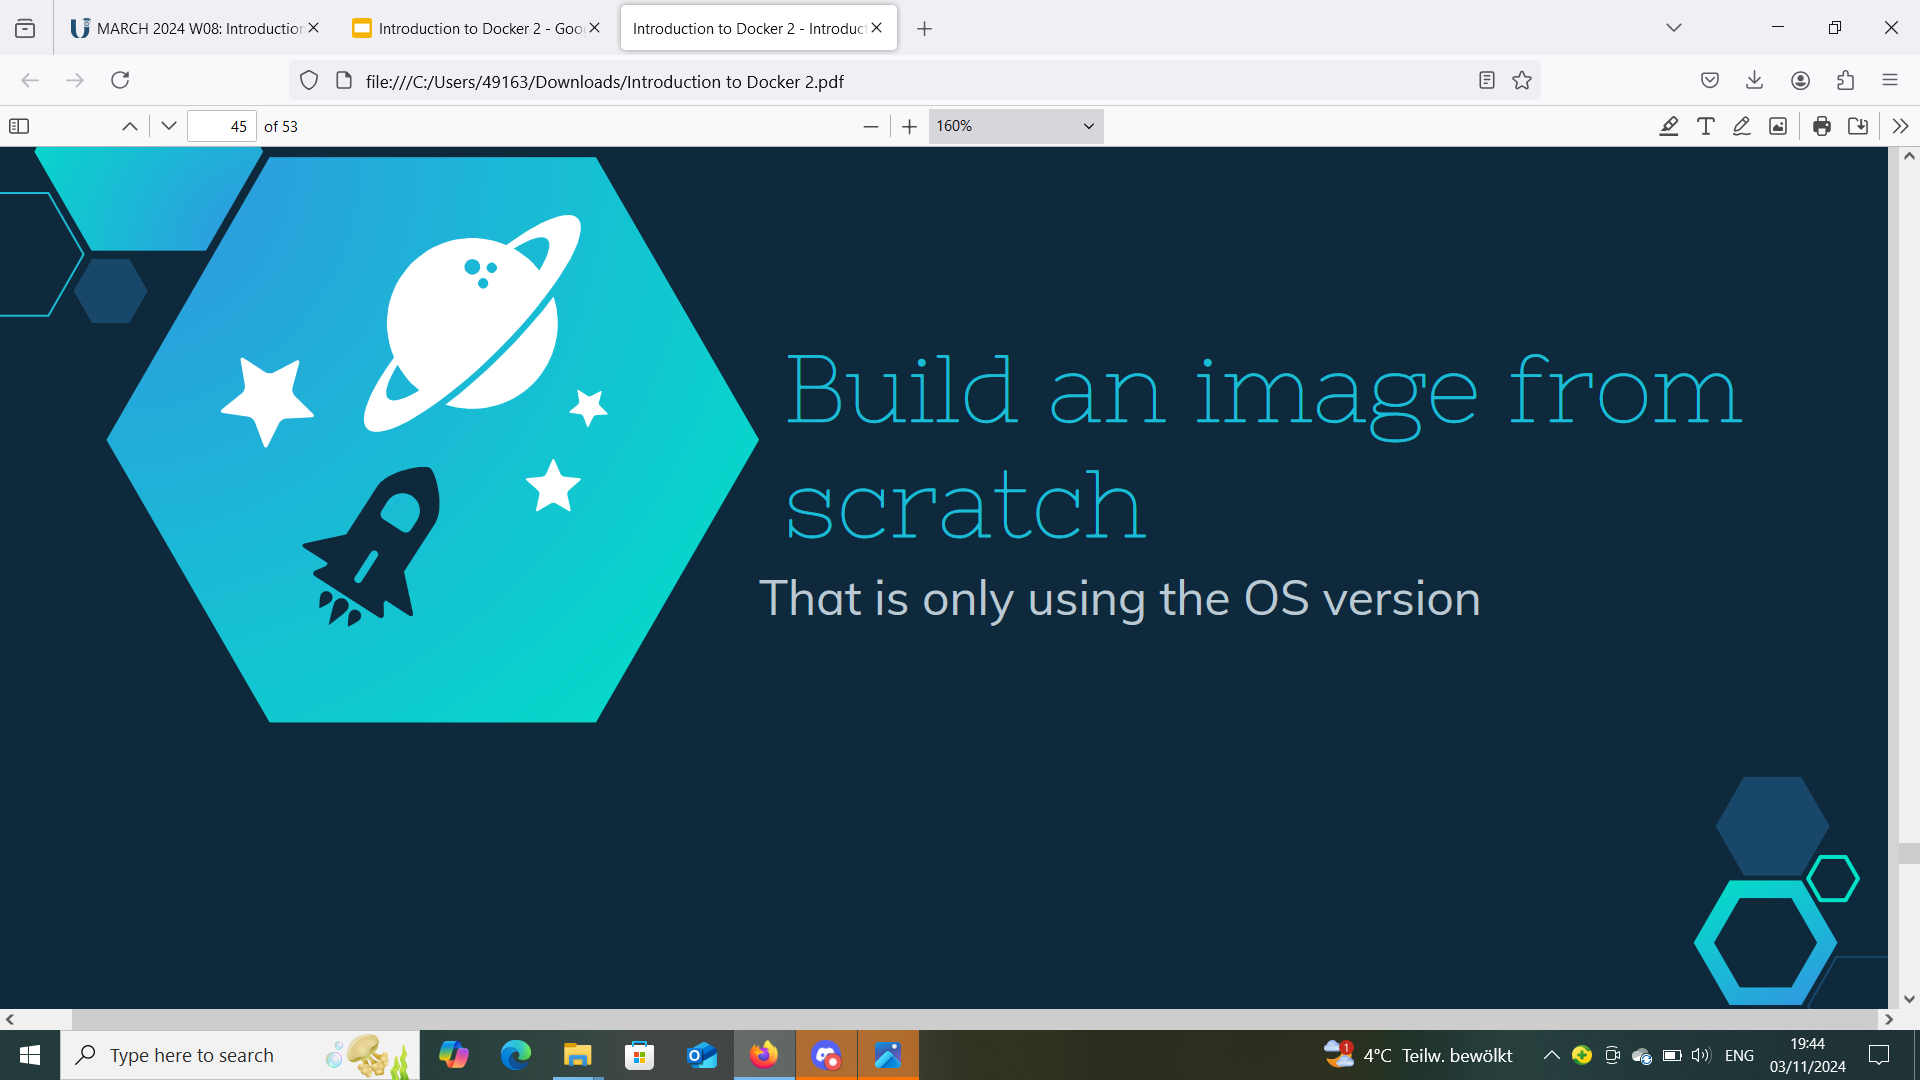 MARCH 2024 W08: Introduction
Introduction to Docker 2 - Goo
Introduction to Docker 2 - Introduc
file:///C:/Users/49163/Downloads/Introduction to Docker 2.pdf
45 of 53
160%
Build an image from
scratch
That is only using the OS version
Type here to search
1
4°C Teilw. bewölkt
ENG
19:44
03/11/2024